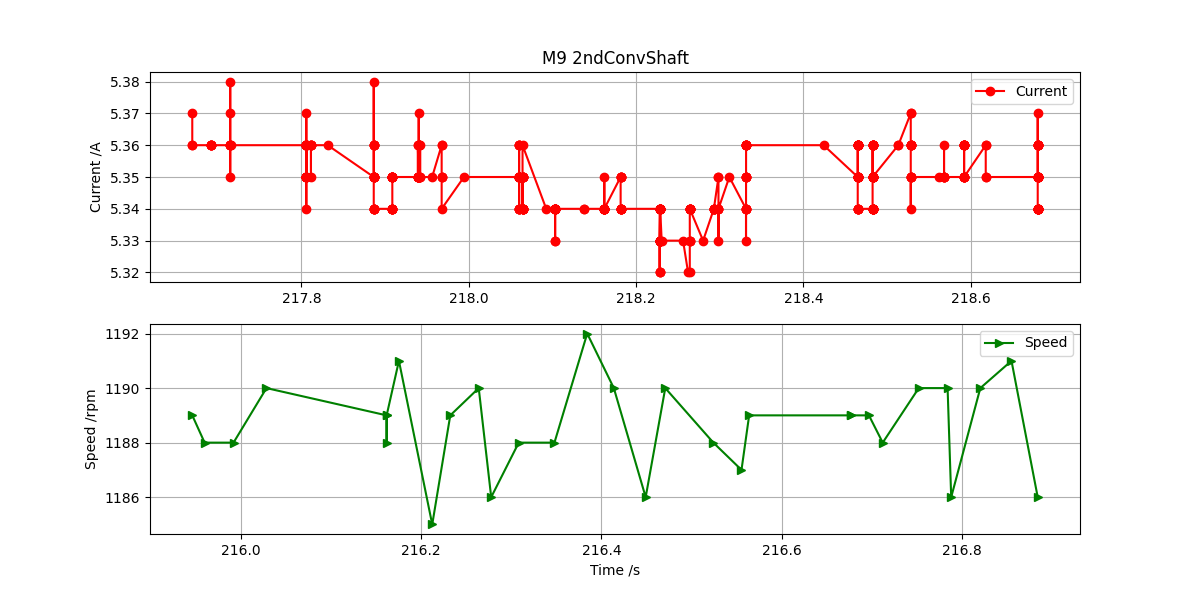 M9 2ndConvShaft
5.38
5.37
5.36
5.35
5.34
5.33
5.32
Current /A
Current
217.8 218.0 218.2 218.4 218.6
1192
1190
1188
1186
Speed /rpm
Speed
216.0 216.2 216.4 216.6 216.8
Time /s